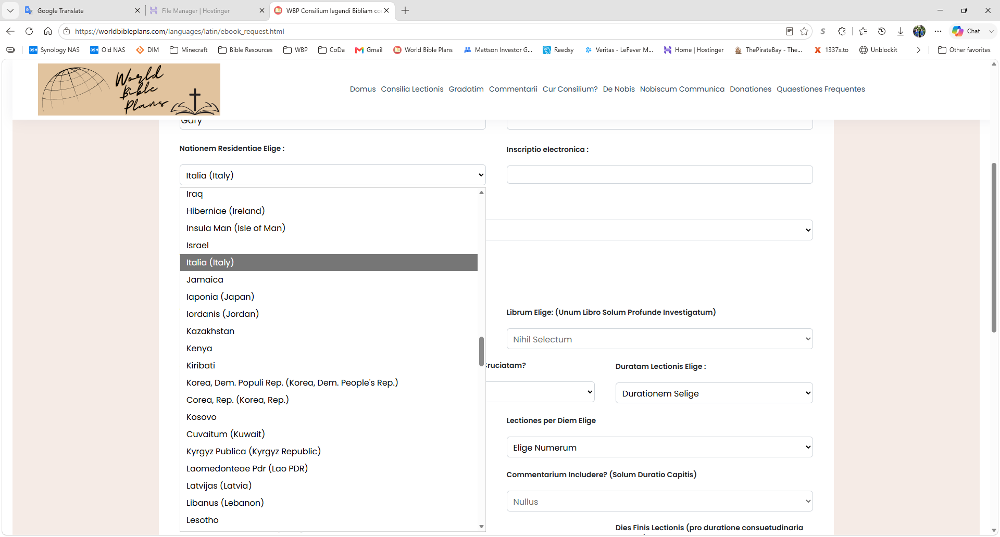 Google Translate
File Manager | Hostinger
WBP Consilium legendi Bibliam co
https://worldbibleplans.com/languages/latin/ebook_request.html
Chat
Synology NAS
Old NAS
DIM
Minecraft
Bible Resources
WBP
CoDa
Gmail
World Bible Plans
Mattson Investor G...
Reedsy
Veritas - LeFever M...
Home | Hostinger
ThePirateBay - The...
1337x.to
Unblockit
Other favorites
World
Bible
Plans
Domus Consilia Lectionis Gradatim Commentarii Cur Consilium? De Nobis Nobiscum Communica Donationes Quaestiones Frequentes
Gary
Nationem Residentiae Elige :
Inscriptio electronica :
Italia (Italy)
Iraq
Hiberniae (Ireland)
Insula Man (Isle of Man)
Israel
Italia (Italy)
Jamaica
Iaponia (Japan)
Iordanis (Jordan)
Kazakhstan
Kenya
Kiribati
Korea, Dem. Populi Rep. (Korea, Dem. People's Rep.)
Corea, Rep. (Korea, Rep.)
Kosovo
Cuvaitum (Kuwait)
Kyrgyz Publica (Kyrgyz Republic)
Laomedonteae Pdr (Lao PDR)
Latvijas (Latvia)
Libanus (Lebanon)
Lesotho
Librum Elige: (Unum Libro Solum Profunde Investigatum)
Nihil Selectum
Cruciatam?
Duratam Lectionis Elige :
Durationem Selige
Lectiones per Diem Elige
Elige Numerum
Commentarium Includere? (Solum Duratio Capitis)
Nullus
Dies Finis Lectionis (pro duratione consuetudinaria